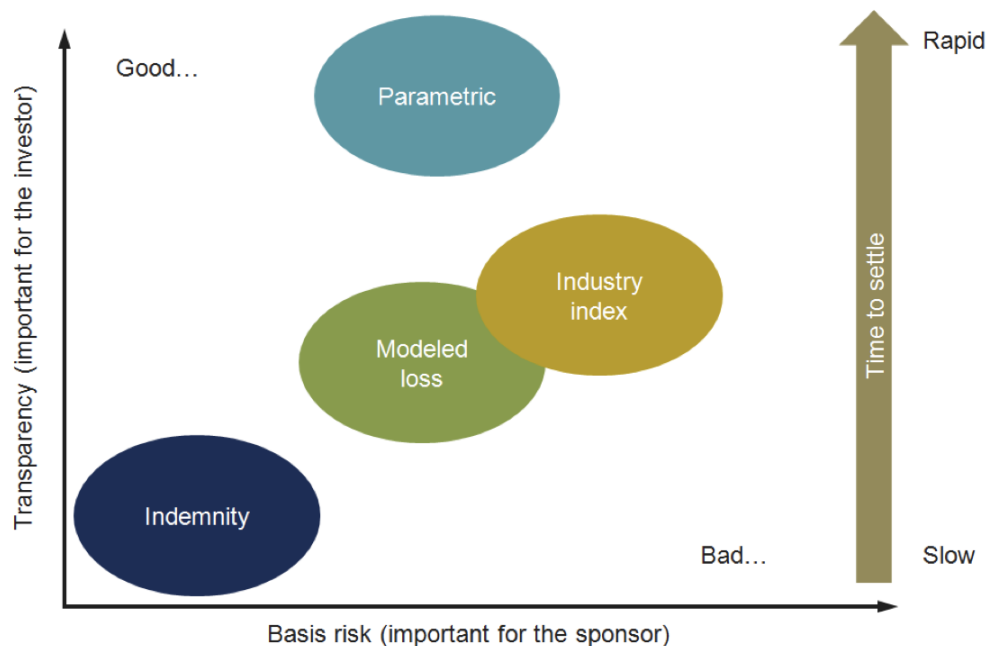 Good…
Parametric
Rapid
Transparency (important for the investor)
Industry
index
Time to settle
Modeled
loss
Indemnity
Bad…
Slow
Basis risk (important for the sponsor)